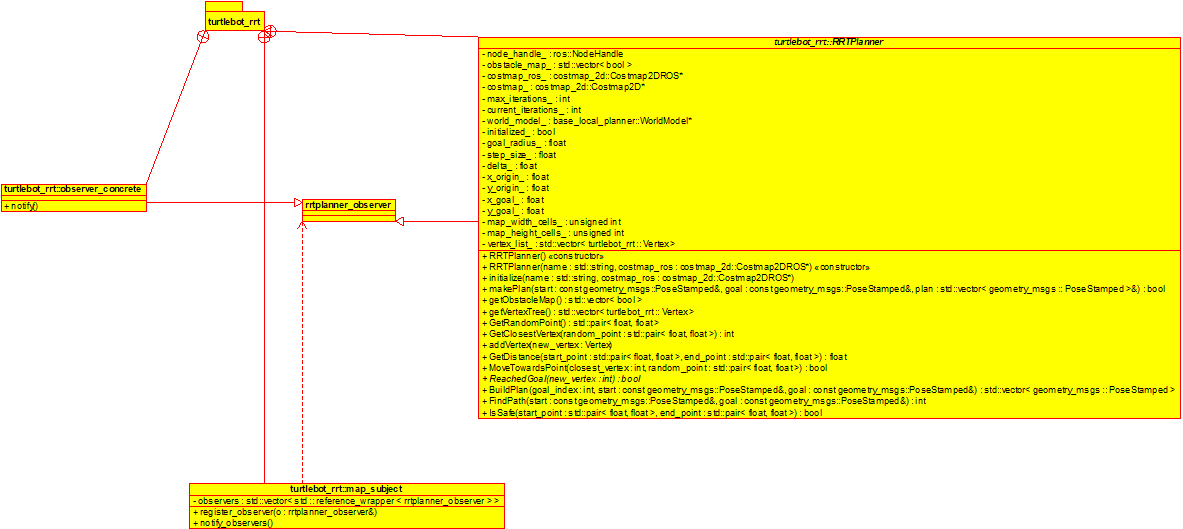 turtlebot_rrt
turtlebot_rrt::RRTPlanner
- node_handle_ : ros::NodeHandle
- obstacle_map_ : std::vector< bool >
- costmap_ros_ : costmap_2d::Costmap2DROS*
- costmap_ : costmap_2d::Costmap2D*
- max_iterations_ : int
- current_iterations_ : int
- world_model_ : base_local_planner::WorldModel*
- initialized_ : bool
- goal_radius_ : float
- step_size_ : float
- delta_ : float
- x_origin_ : float
- y_origin_ : float
- x_goal_ : float
- y_goal_ : float
- map_width_cells_ : unsigned int
- map_height_cells_ : unsigned int
- vertex_list_ : std::vector< turtlebot_rrt :: Vertex>
+ RRTPlanner() «constructor»
+ RRTPlanner(name : std::string, costmap_ros : costmap_2d::Costmap2DROS*) «constructor»
+ initialize(name : std::string, costmap_ros : costmap_2d::Costmap2DROS*)
+ makePlan(start : const geometry_msgs::PoseStamped&, goal : const geometry_msgs::PoseStamped&, plan : std::vector< geometry_msgs :: PoseStamped >&) : bool
+ getObstacleMap() : std::vector< bool >
+ getVertexTree() : std::vector< turtlebot_rrt :: Vertex>
+ GetRandomPoint() : std::pair< float, float>
+ GetClosestVertex(random_point : std::pair< float, float >) : int
+ addVertex(new_vertex : Vertex)
+ GetDistance(start_point : std::pair< float, float >, end_point : std::pair< float, float >) : float
+ MoveTowardsPoint(closest_vertex : int, random_point : std::pair< float, float>) : bool
+ ReachedGoal(new_vertex : int) : bool
+ BuildPlan(goal_index : int, start : const geometry_msgs::PoseStamped&, goal : const geometry_msgs::PoseStamped&) : std::vector< geometry_msgs :: PoseStamped >
+ FindPath(start : const geometry_msgs::PoseStamped&, goal : const geometry_msgs::PoseStamped&) : int
+ IsSafe(start_point : std::pair< float, float >, end_point : std::pair< float, float >) : bool
turtlebot_rrt::observer_concrete
+ notify()
rrtplanner_observer
turtlebot_rrt::map_subject
- observers : std::vector< std :: reference_wrapper < rrtplanner_observer > >
+ register_observer(o : rrtplanner_observer&)
+ notify_observers()